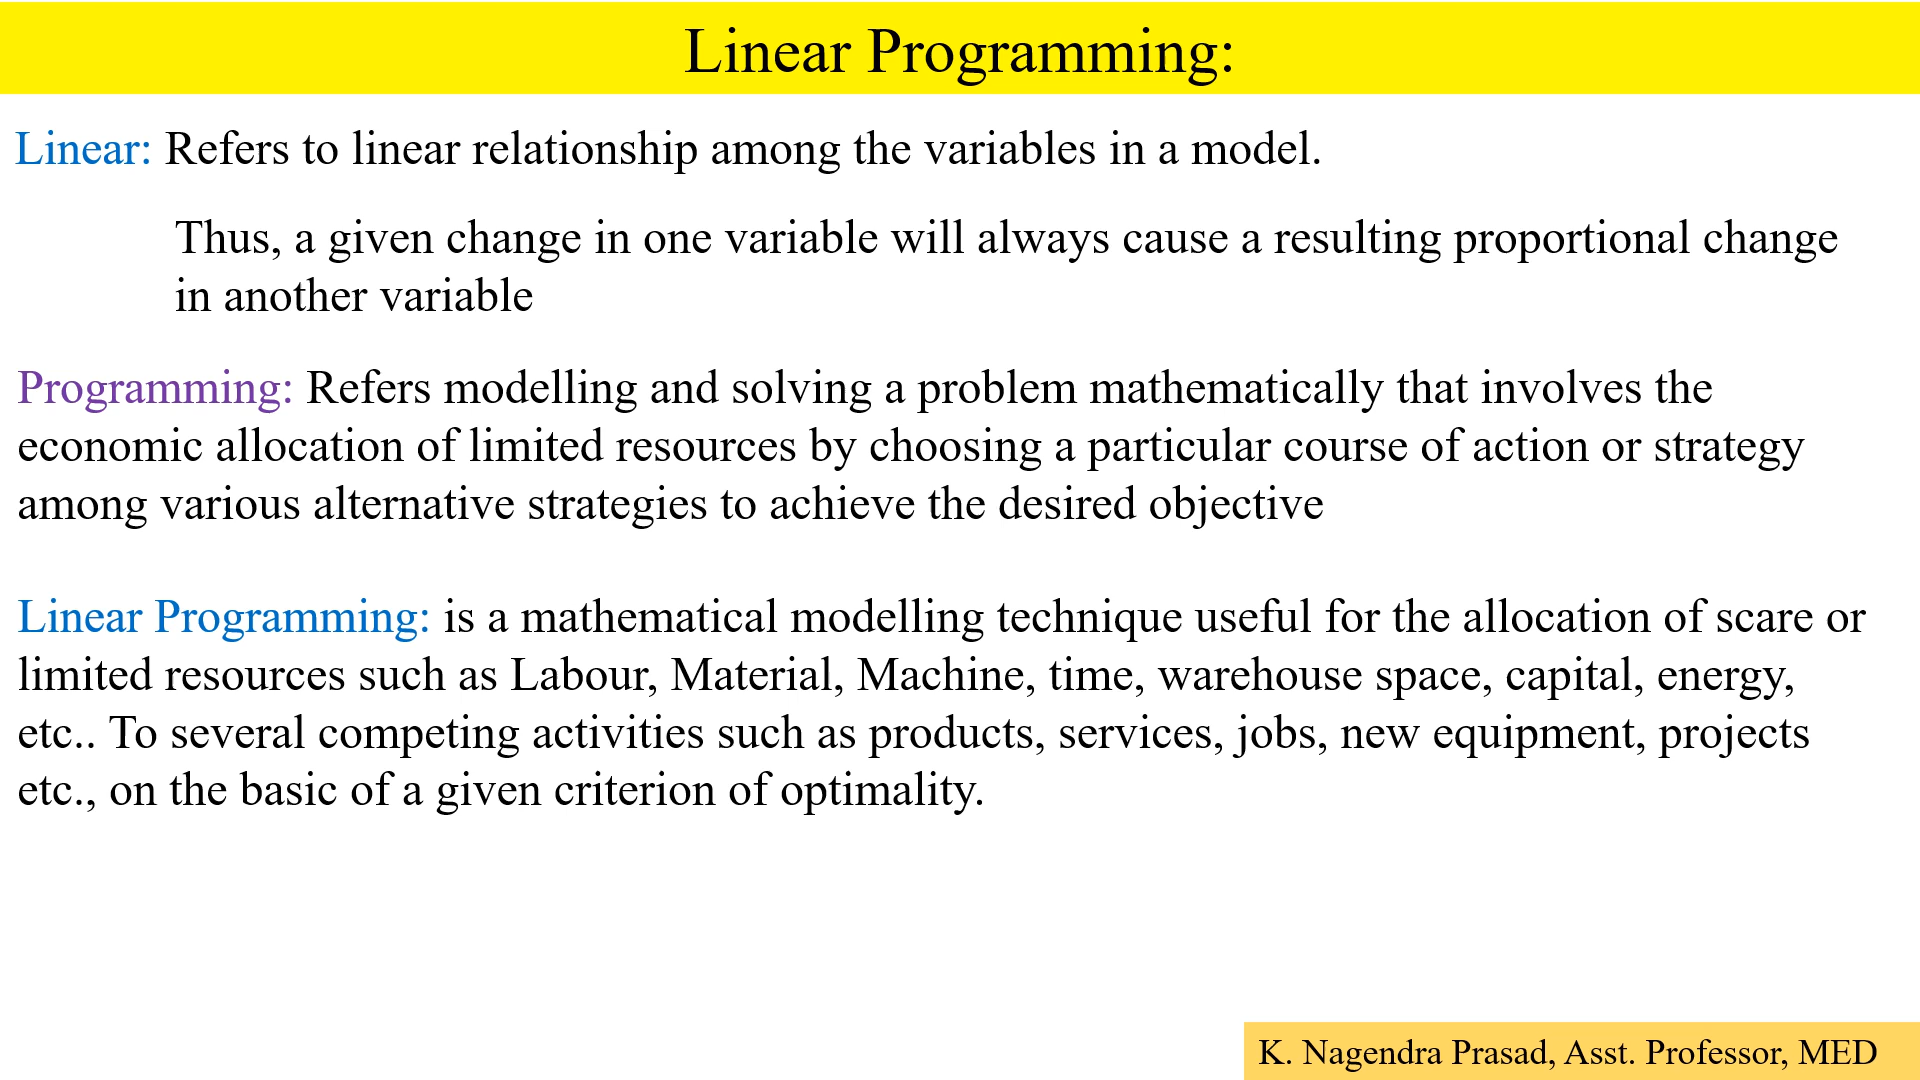 Linear Programming:
Linear: Refers to linear relationship among the variables in a model.
Thus, a given change in one variable will always cause a resulting proportional change
in another variable
Programming: Refers modelling and solving a problem mathematically that involves the
economic allocation of limited resources by choosing a particular course of action or strategy
among various alternative strategies to achieve the desired objective
Linear Programming: is a mathematical modelling technique useful for the allocation of scare or
limited resources such as Labour, Material, Machine, time, warehouse space, capital, energy,
etc.. To several competing activities such as products, services, jobs, new equipment, projects
etc., on the basic of a given criterion of optimality.
K. Nagendra Prasad, Asst. Professor, MED